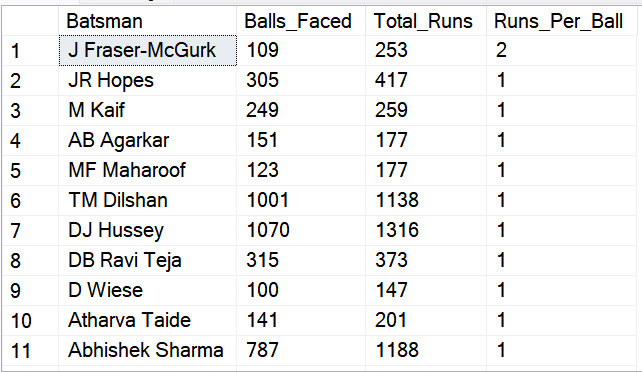 Batsman Balls_Faced Total_Runs Runs_Per_Ball
1 J Fraser-McGurk 109 253 2
2 JR Hopes 305 417 1
3 M Kaif 249 259 1
4 AB Agarkar 151 177 1
5 MF Maharoof 123 177 1
6 TM Dilshan 1001 1138 1
7 DJ Hussey 1070 1316 1
8 DB Ravi Teja 315 373 1
9 D Wiese 100 147 1
10 Atharva Taide 141 201 1
11 Abhishek Sharma 787 1188 1